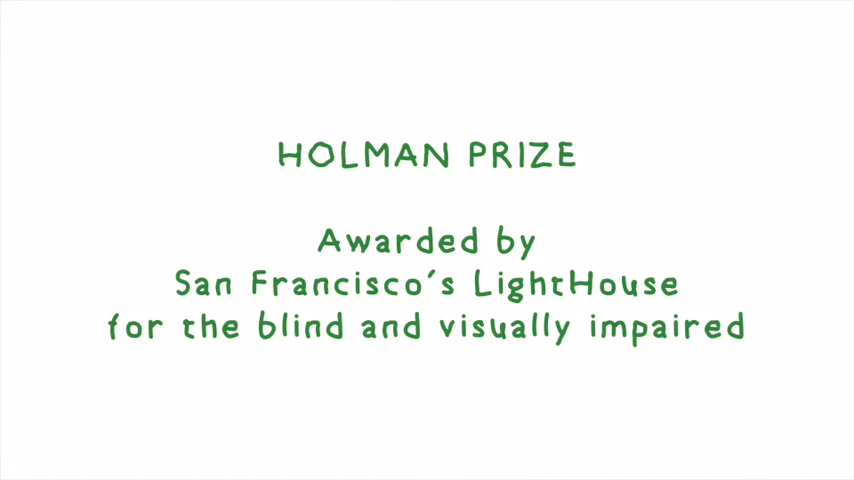 HOLMAN PRIZE
Awarded by
San Francisco's LightHouse
for the blind and visually impaired